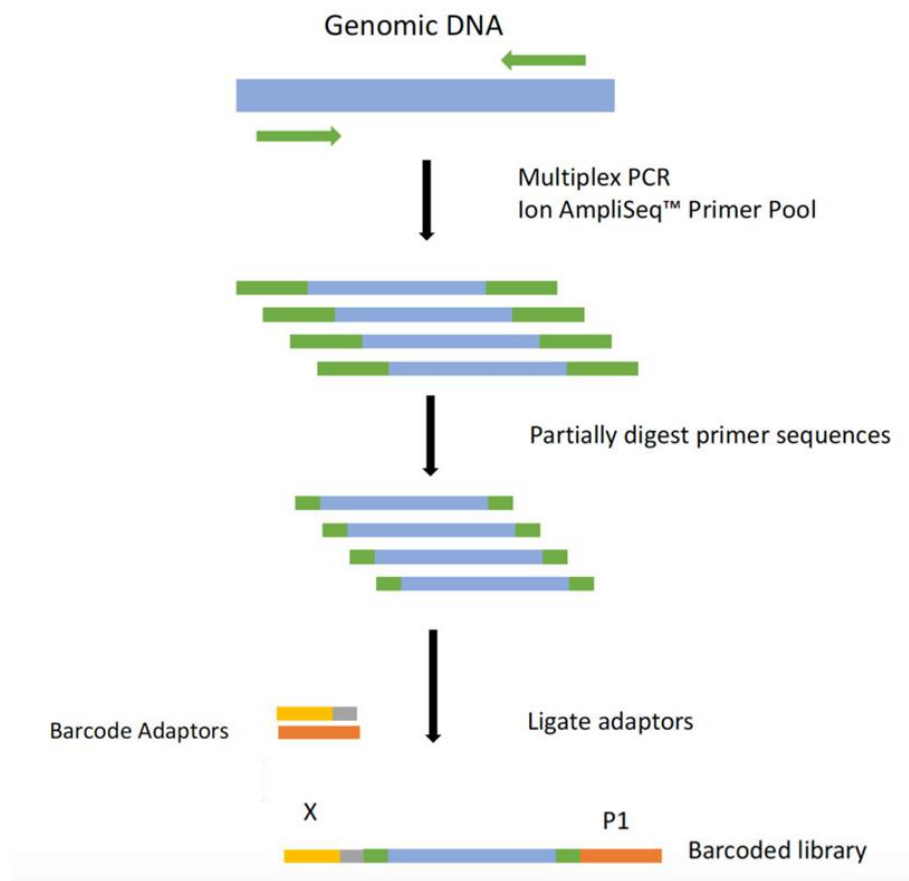 Genomic DNA
Multiplex PCR
Ion AmpliSeq™ Primer Pool
Partially digest primer sequences
Barcode Adaptors
Ligate adaptors
X
P1
Barcoded library